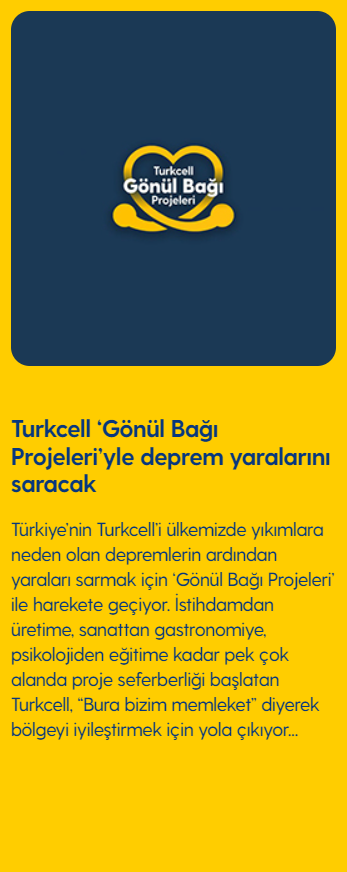 Turkcell
Gönül Bağı
Projeleri
Turkcell ‘Gönül Bağı
Projeleri’yle deprem yaralarını
saracak
Türkiye’nin Turkcell’i ülkemizde yıkımlara
neden olan depremlerin ardından
yaraları sarmak için ‘Gönül Bağı Projeleri’
ile harekete geçiyor. İstihdamdan
üretime, sanattan gastronomiye,
psikolojiden eğitime kadar pek çok
alanda proje seferberliği başlatan
Turkcell, “Bura bizim memleket” diyerek
bölgeyi iyileştirmek için yola çıkıyor...